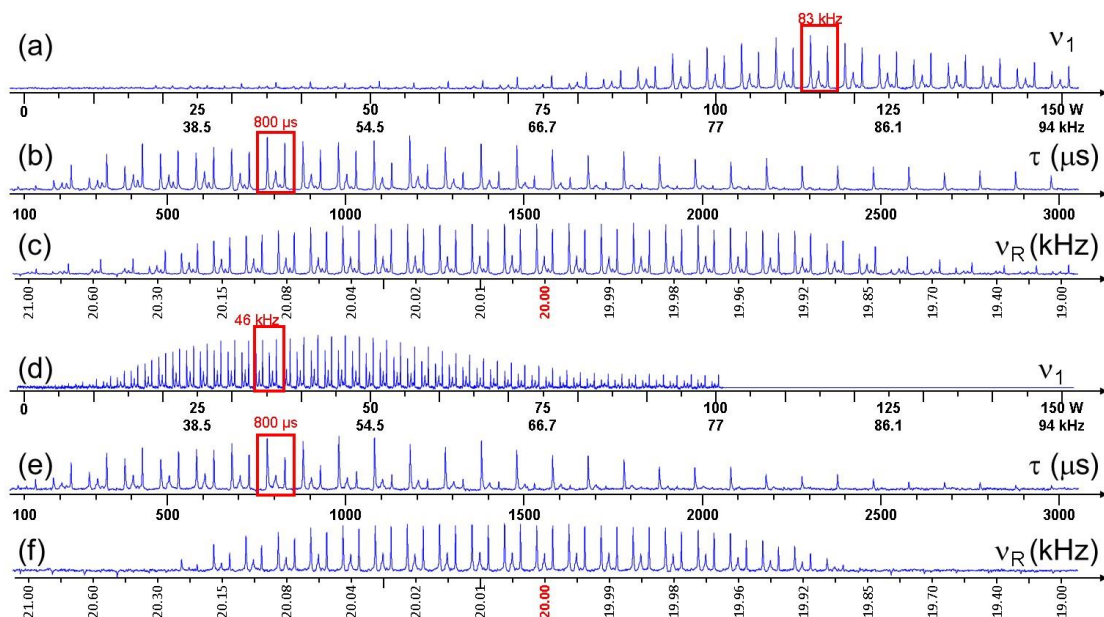 83 kHz
(a) ν1
0 25 50 75 100 125 150 W
38.5 54.5 66.7 77 86.1 94 kHz
800 µs
(b) τ (µs)
100 500 1000 1500 2000 2500 3000
(c) νR (kHz)
21.00 20.60 20.30 20.15 20.08 20.04 20.02 20.01 20.00 19.99 19.98 19.96 19.92 19.85 19.70 19.40 19.00
46 kHz
(d) ν1
0 25 50 75 100 125 150 W
38.5 54.5 66.7 77 86.1 94 kHz
800 µs
(e) τ (µs)
100 500 1000 1500 2000 2500 3000
(f) νR (kHz)
21.00 20.60 20.30 20.15 20.08 20.04 20.02 20.01 20.00 19.99 19.98 19.96 19.92 19.85 19.70 19.40 19.00